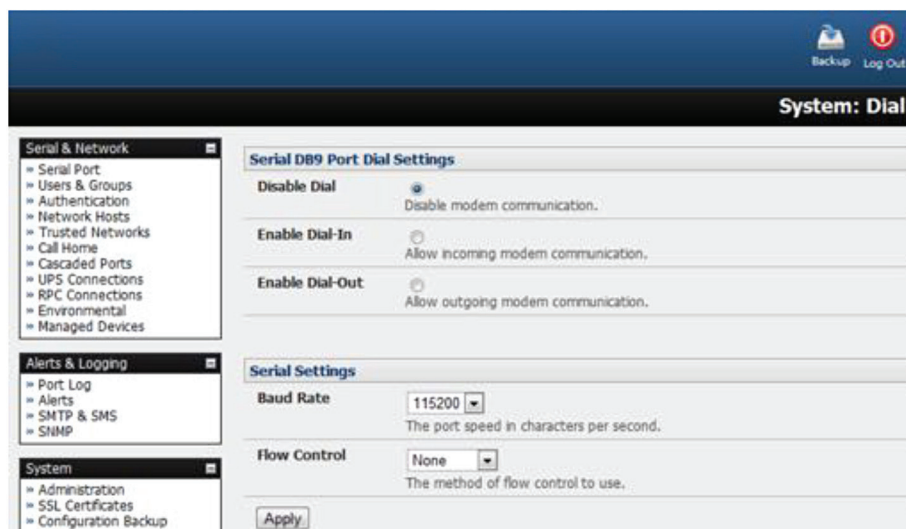 Backup
Log Out
System: Dial
Serial & Network
» Serial Port
» Users & Groups
» Authentication
» Network Hosts
» Trusted Networks
» Call Home
» Cascaded Ports
» UPS Connections
» RPC Connections
» Environmental
» Managed Devices
Alerts & Logging
» Port Log
» Alerts
» SMTP & SMS
» SNMP
System
» Administration
» SSL Certificates
» Configuration Backup
Serial DB9 Port Dial Settings
Disable Dial
Disable modem communication.
Enable Dial-In
Allow incoming modem communication.
Enable Dial-Out
Allow outgoing modem communication.
Serial Settings
Baud Rate
115200
The port speed in characters per second.
Flow Control
None
The method of flow control to use.
Apply